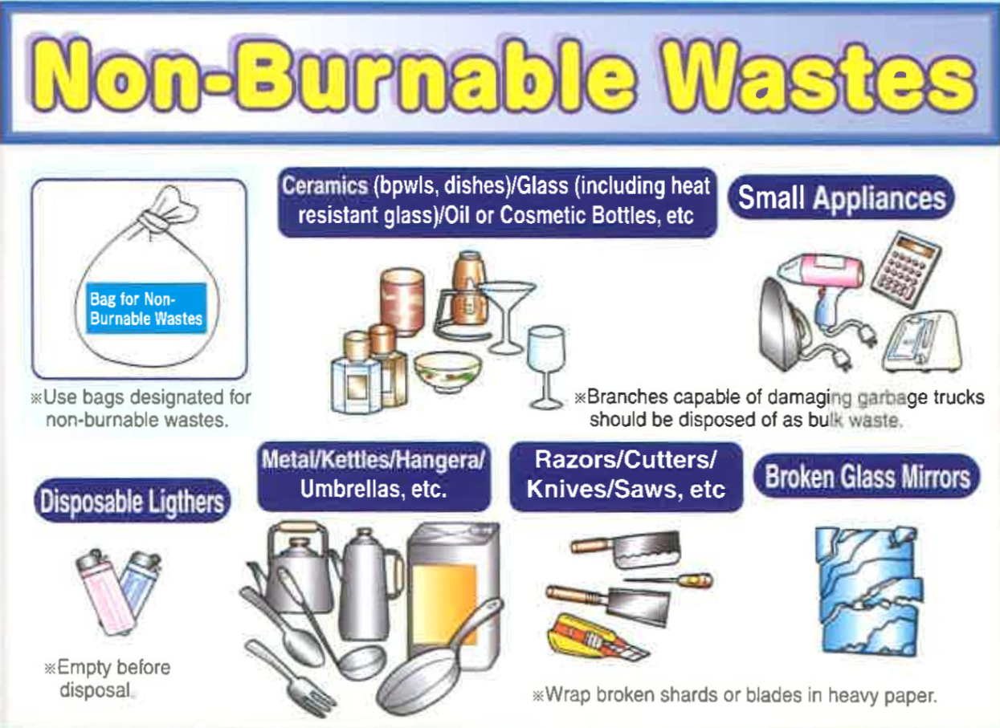 Non-Burnable Wastes
Bag for Non-
Burnable Wastes
※Use bags designated for
non-burnable wastes.
Ceramics (bpwls, dishes)/Glass (including heat
resistant glass)/Oil or Cosmetic Bottles, etc
Small Appliances
※Branches capable of damaging garbage trucks
should be disposed of as bulk waste.
Disposable Ligthers
※Empty before
disposal.
Metal/Kettles/Hangera/
Umbrellas, etc.
Razors/Cutters/
Knives/Saws, etc
Broken Glass Mirrors
※Wrap broken shards or blades in heavy paper.